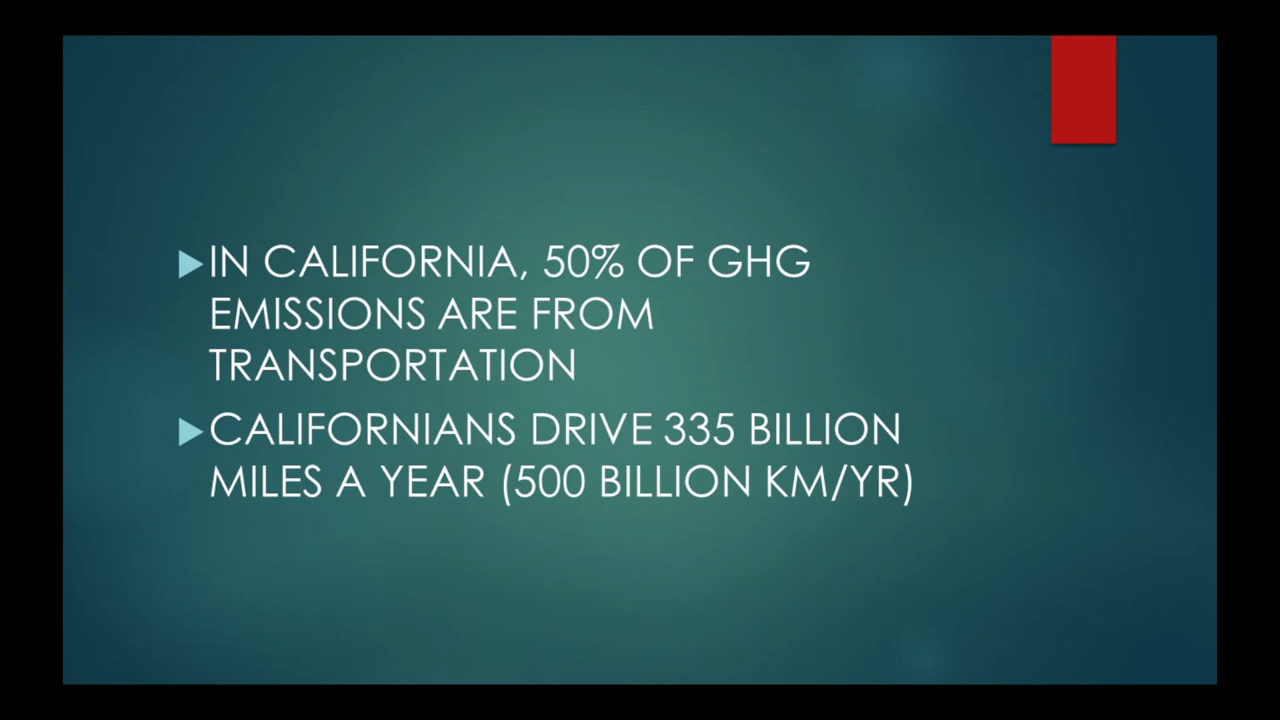 IN CALIFORNIA, 50% OF GHG
EMISSIONS ARE FROM
TRANSPORTATION
CALIFORNIANS DRIVE 335 BILLION
MILES A YEAR (500 BILLION KM/YR)